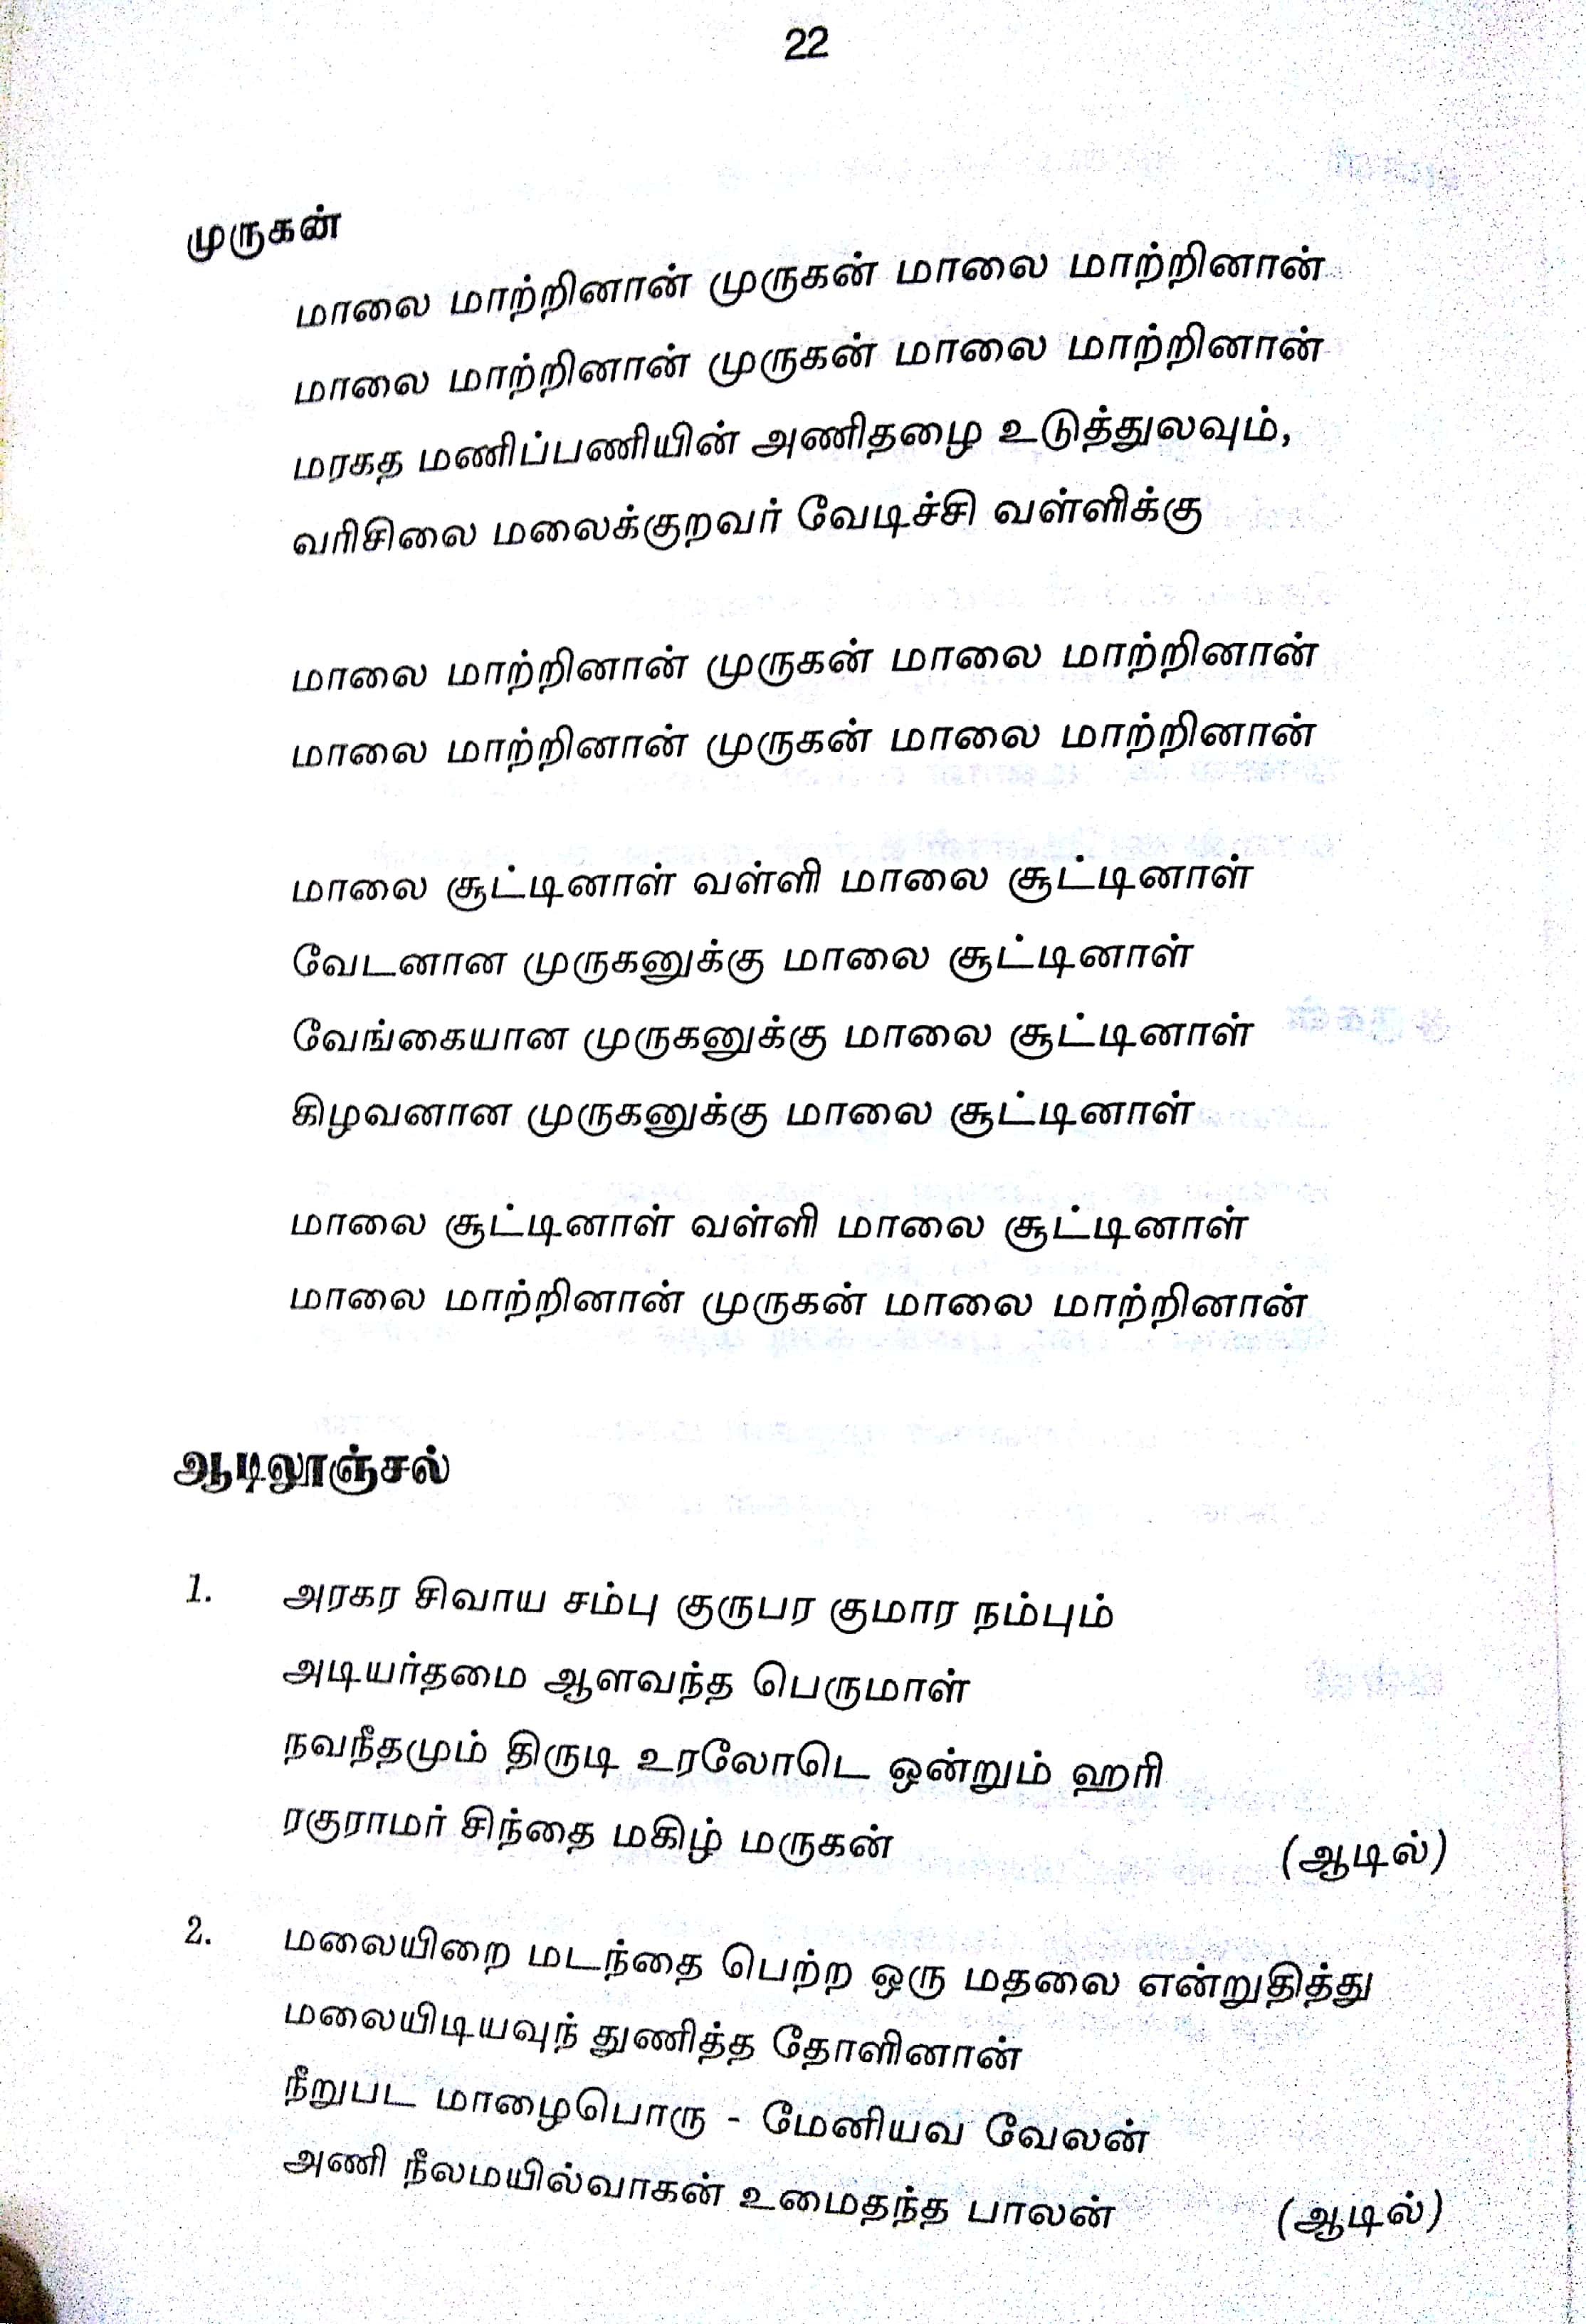 22
முருகன்
மாலை மாற்றினான் முருகன் மாலை மாற்றினான்
மாலை மாற்றினான் முருகன் மாலை மாற்றினான்
மரகத மணிப்பணியின் அணிதழை உடுத்துலவும்,
வரிசிலை மலைக்குறவர் வேடிச்சி வள்ளிக்கு
மாலை மாற்றினான் முருகன் மாலை மாற்றினான்
மாலை மாற்றினான் முருகன் மாலை மாற்றினான்
மாலை சூட்டினாள் வள்ளி மாலை சூட்டினாள்
வேடனான முருகனுக்கு மாலை சூட்டினாள்
வேங்கையான முருகனுக்கு மாலை சூட்டினாள்
கிழவனான முருகனுக்கு மாலை சூட்டினாள்
மாலை சூட்டினாள் வள்ளி மாலை சூட்டினாள்
மாலை மாற்றினான் முருகன் மாலை மாற்றினான்
ஆடிலூஞ்சல்
1. அரகர சிவாய சம்பு குருபர குமார நம்பும்
அடியர்தமை ஆளவந்த பெருமாள்
நவநீதமும் திருடி உரலோடெ ஒன்றும் ஹரி
ரகுராமர் சிந்தை மகிழ் மருகன் (ஆடில்)
2. மலையிறை மடந்தை பெற்ற ஒரு மதலை என்றுதித்து
மலையிடியவுந் துணித்த தோளினான்
நீறுபட மாழைபொரு - மேனியவ வேலன்
அணி நீலமயில்வாகன் உமைதந்த பாலன் (ஆடில்)